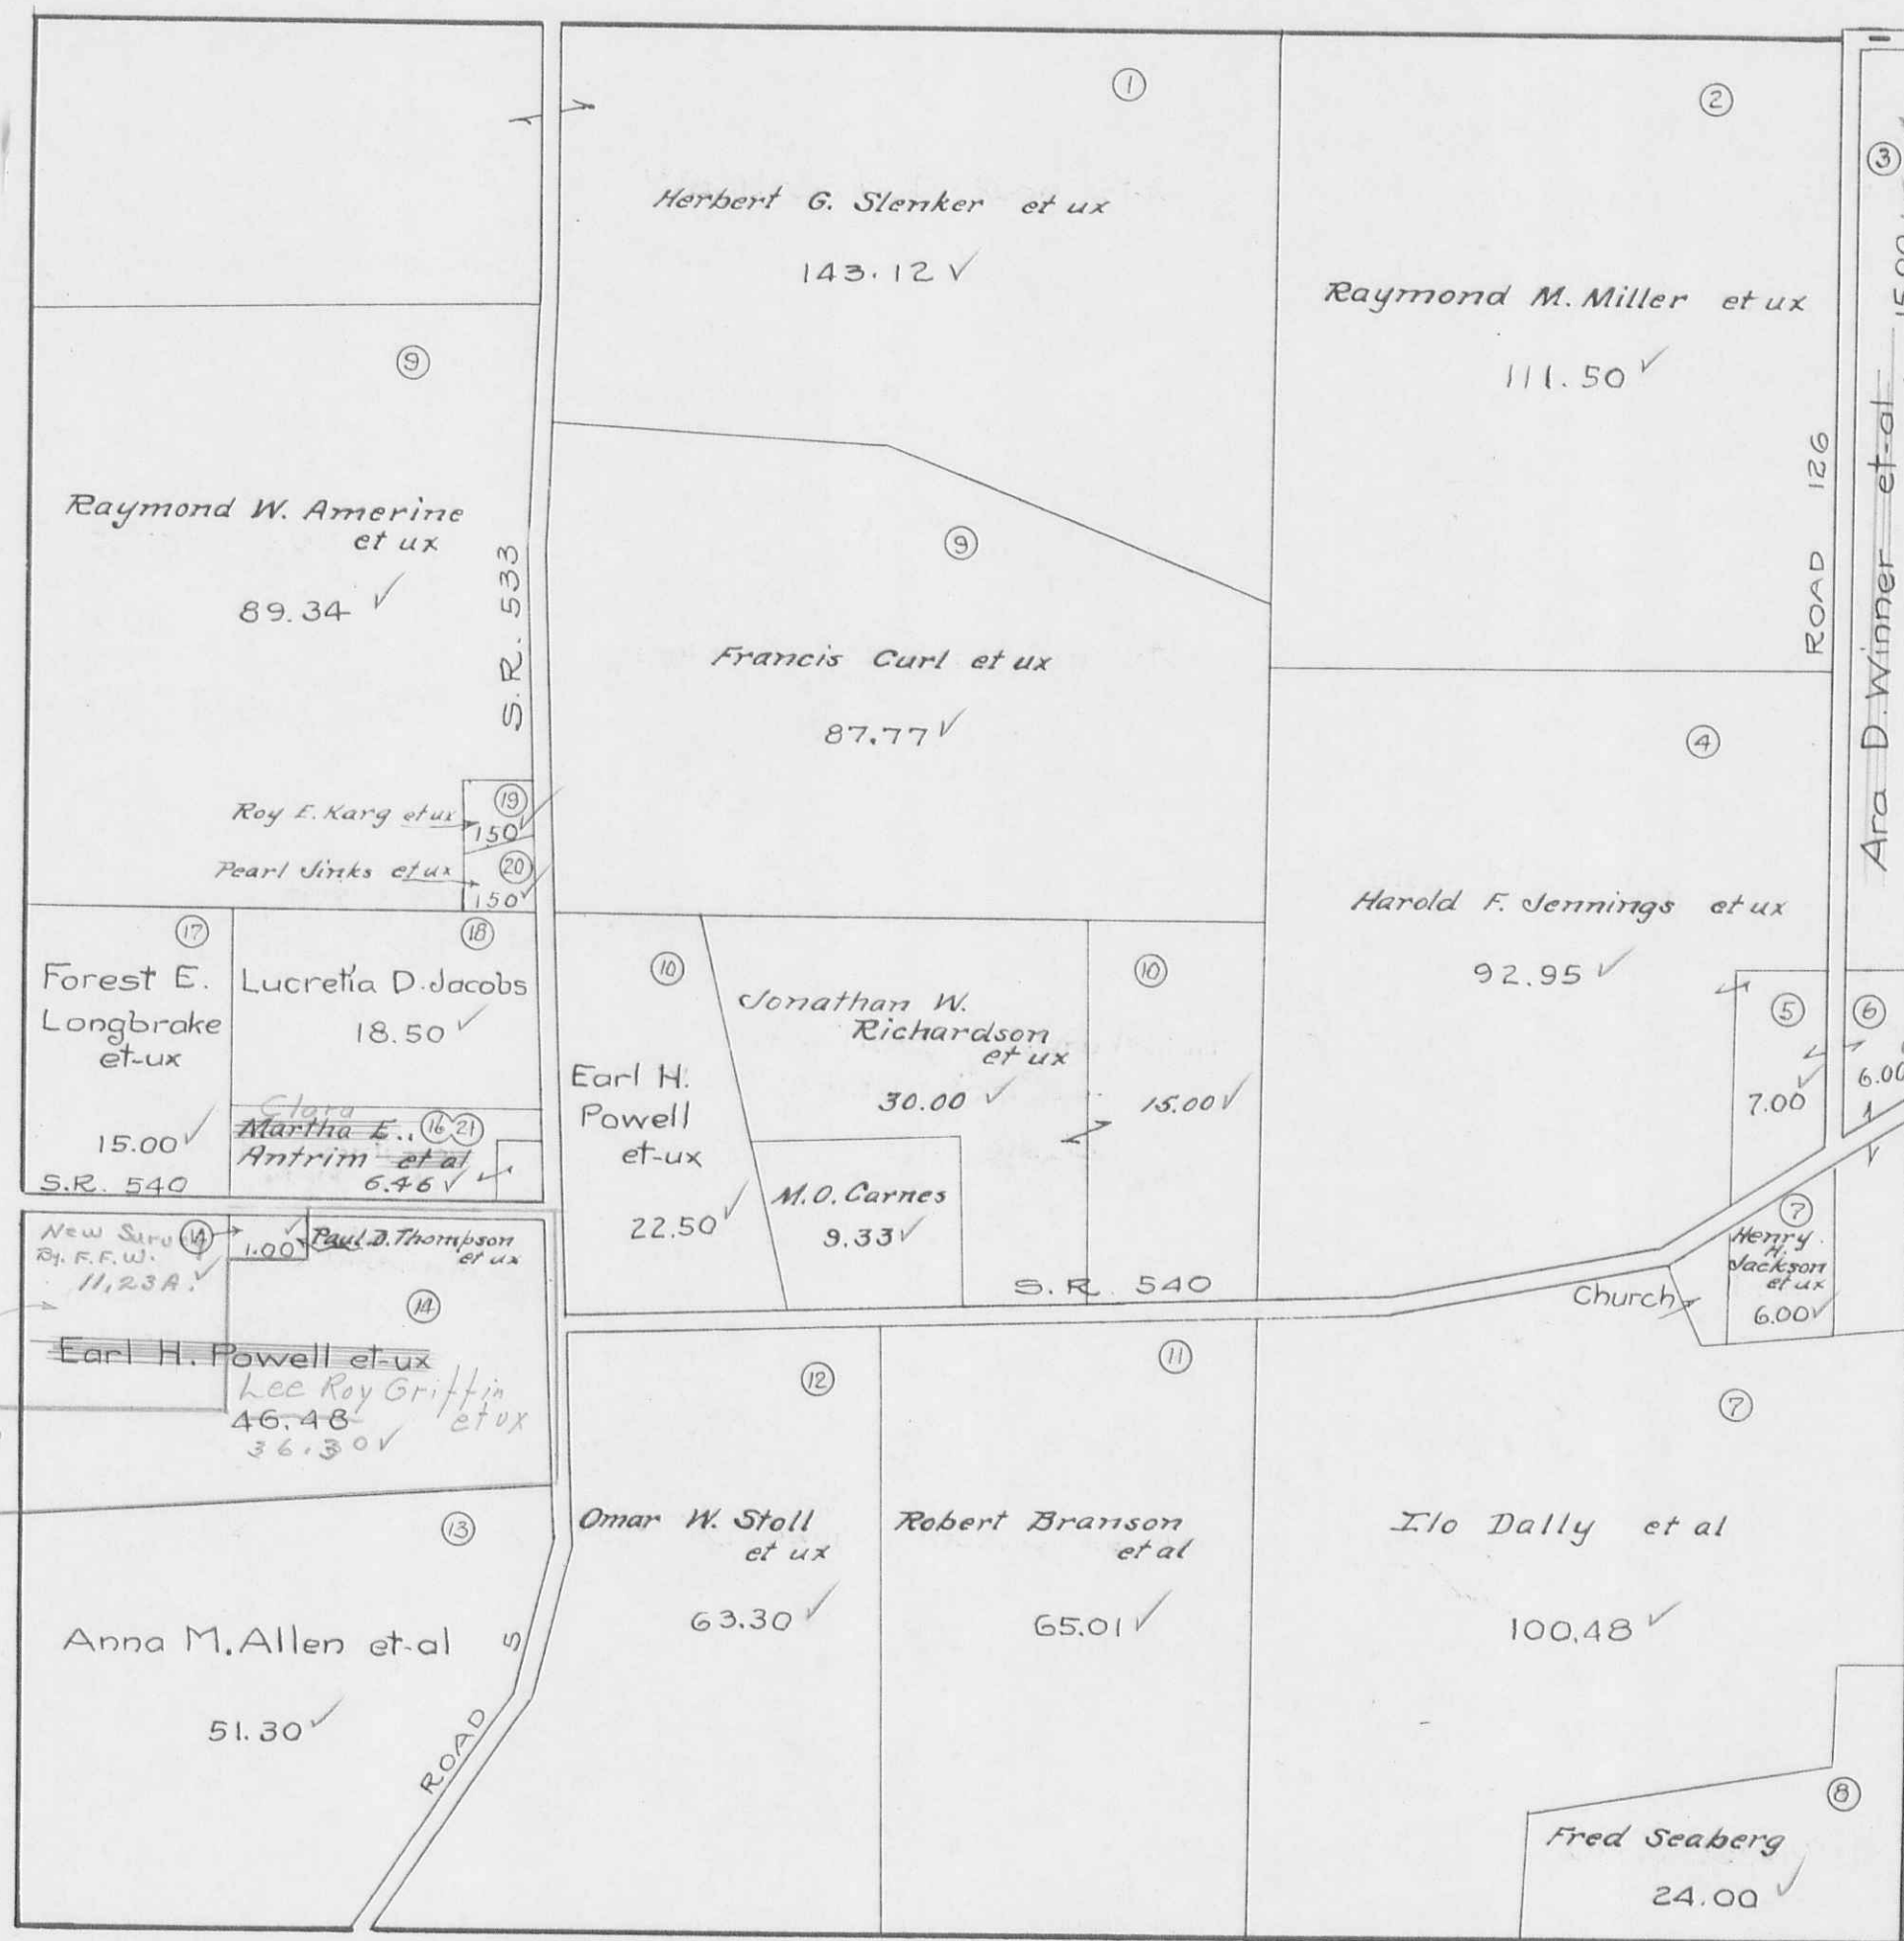 ①
Herbert G. Slenker et ux
143.12 ✓
②
Raymond M. Miller et ux
111.50 ✓
ROAD 126
③
Ara D. Winner et-al 15.00
⑨
Raymond W. Amerine
et ux
89.34 ✓
S.R. 533
⑨
Francis Curl et ux
87.77 ✓
④
Harold F. Jennings et ux
92.95 ✓
Roy E. Karg et ux
⑲
1.50 ✓
Pearl Jinks et ux
⑳
1.50 ✓
⑰
Forest E.
Longbrake
et-ux
15.00 ✓
S.R. 540
⑱
Lucretia D. Jacobs
18.50 ✓
Clara
Martha E.. ⑯ ㉑
Antrim et al
6.46 ✓
⑩
Earl H.
Powell
et-ux
22.50 ✓
Jonathan W.
Richardson
et ux
30.00 ✓
⑩
15.00 ✓
M.O. Carnes
9.33 ✓
S.R. 540
⑤
7.00 ✓
⑥
6.00
⑦
Henry
H.
Jackson
et ux
6.00 ✓
Church
New Surv
By. F.F.W.
11,23 A. ✓
1.00 ✓
Paul D. Thompson
et ux
⑭
Earl H. Powell et-ux
Lee Roy Griffin
et ux
46.48
36.30 ✓
⑬
Anna M. Allen et-al
51.30 ✓
ROAD S
⑫
Omar W. Stoll
et ux
63.30 ✓
⑪
Robert Branson
et al
65.01 ✓
⑦
Ilo Dally et al
100.48 ✓
⑧
Fred Seaberg
24.00 ✓